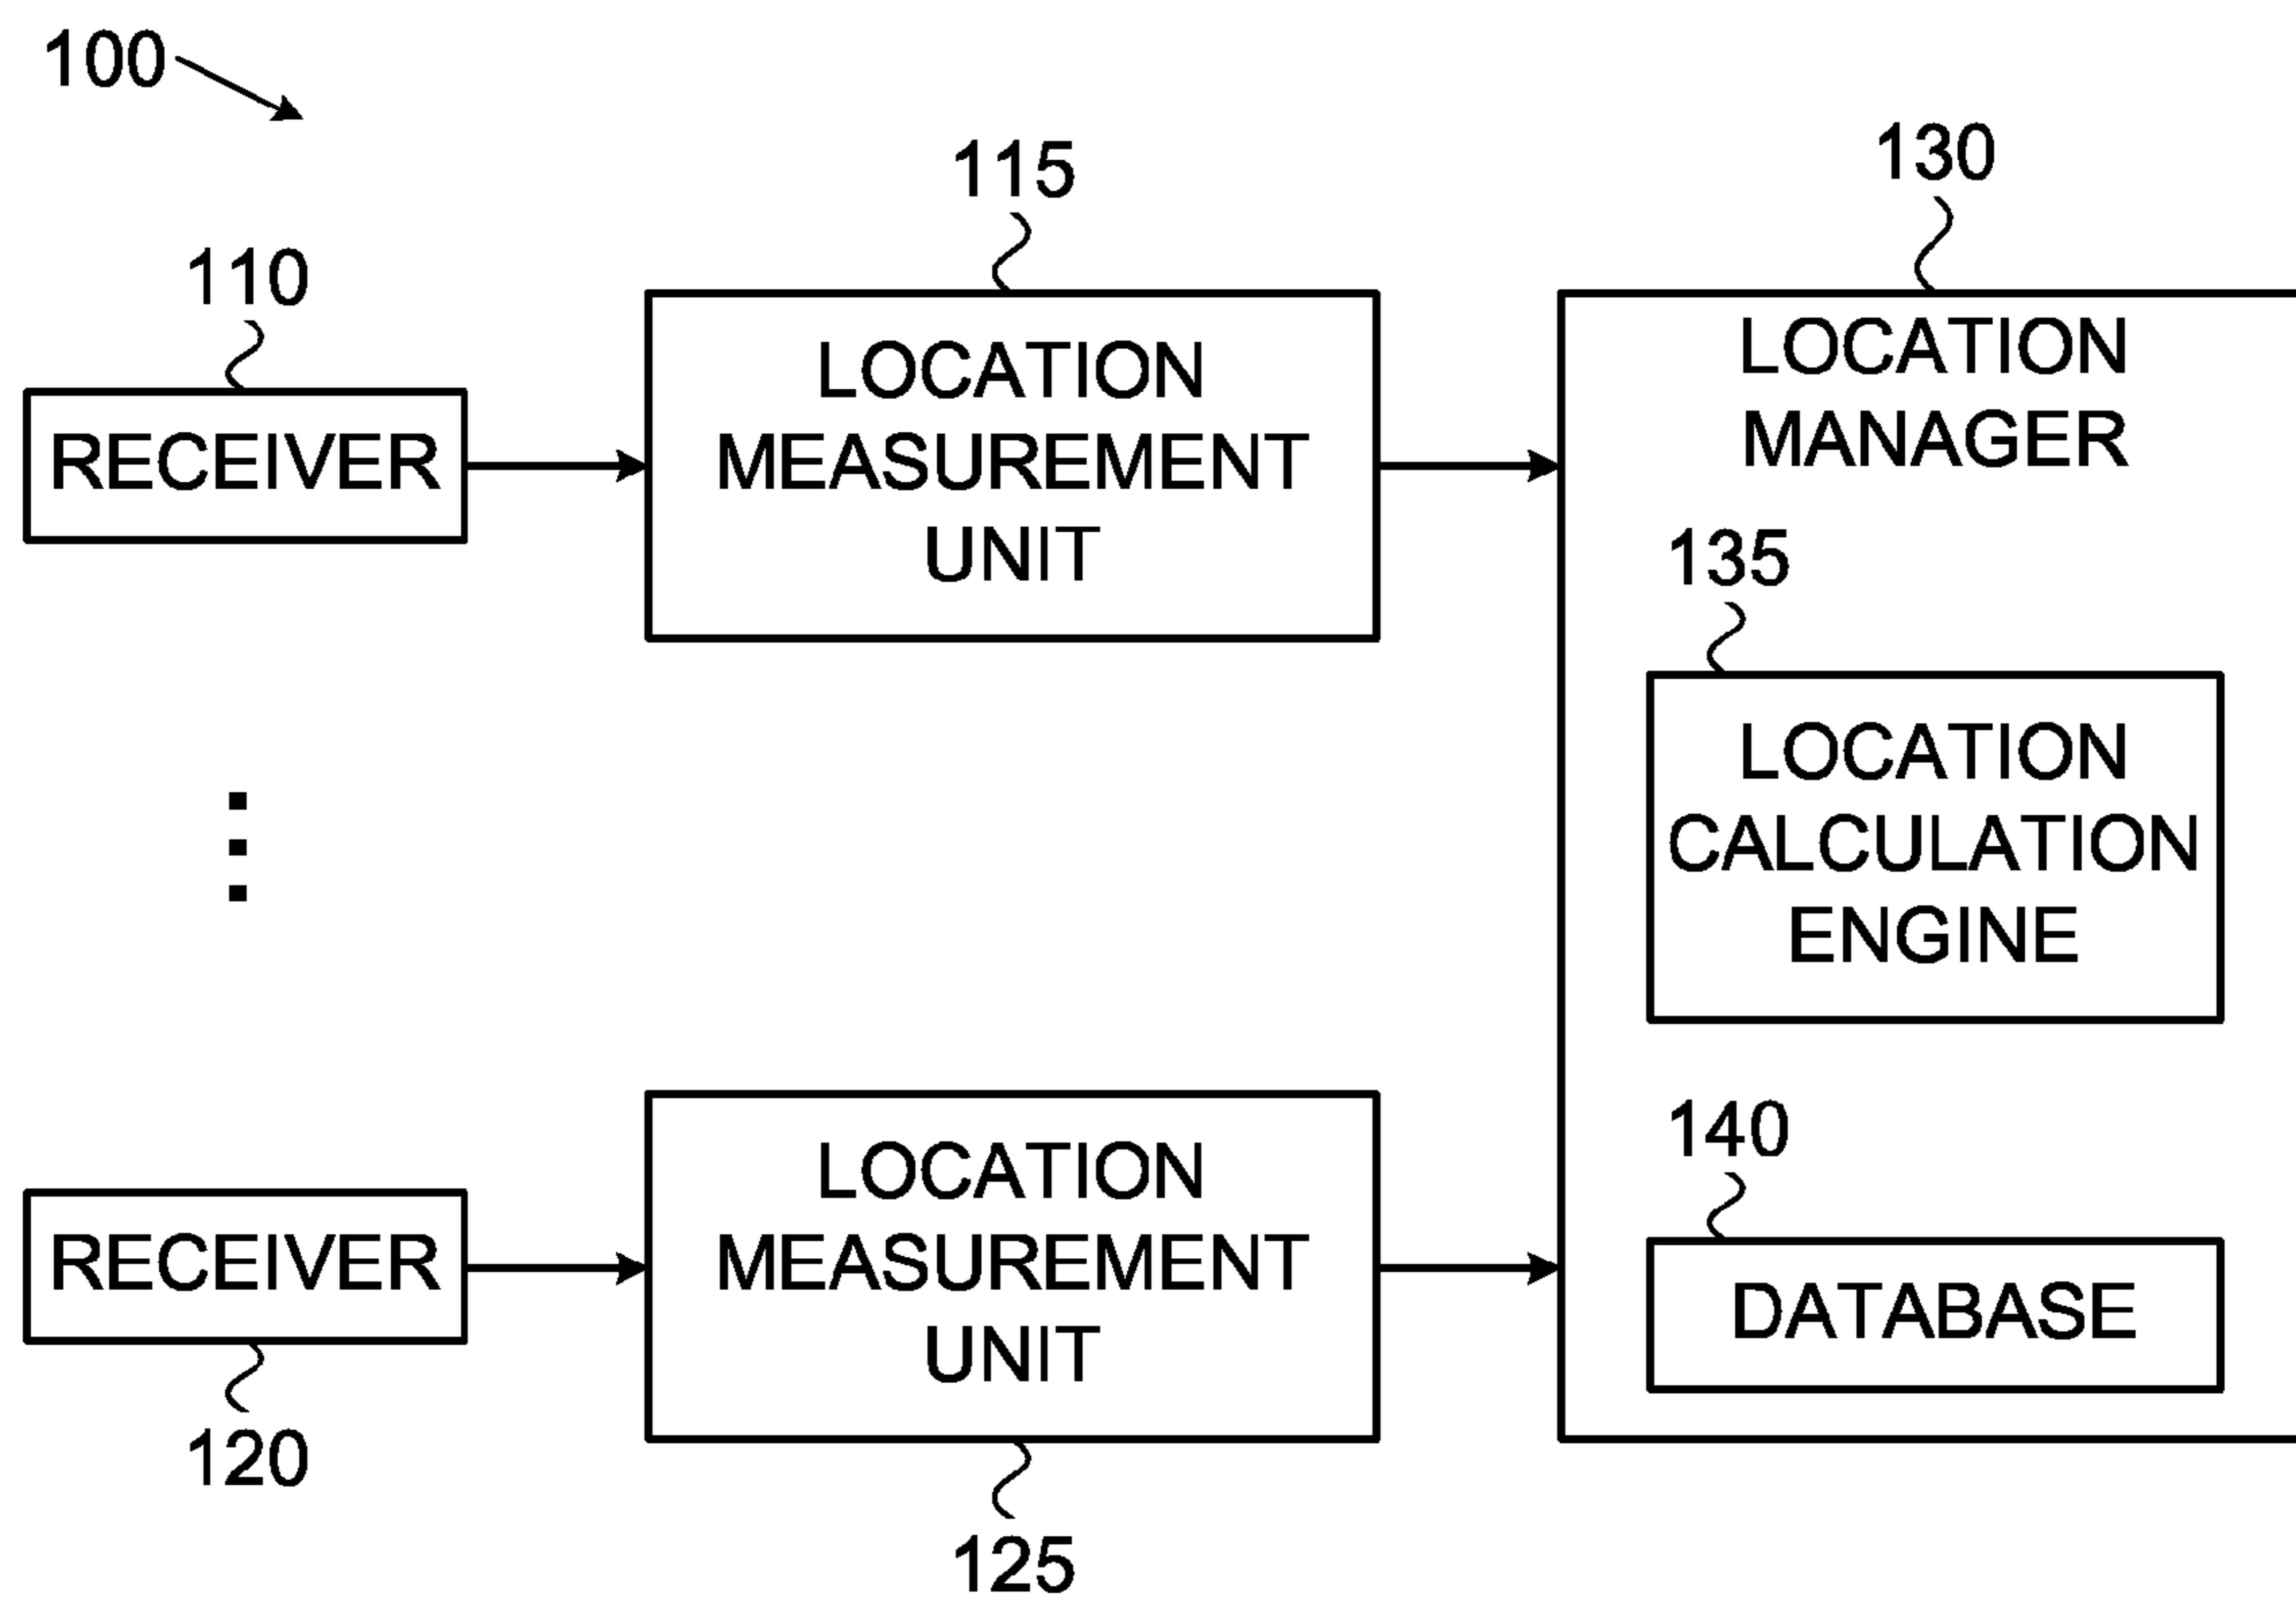 100
115
130
110
LOCATION
MEASUREMENT
UNIT
LOCATION
MANAGER
RECEIVER
135
LOCATION
CALCULATION
ENGINE
LOCATION
MEASUREMENT
UNIT
140
RECEIVER
DATABASE
120
125